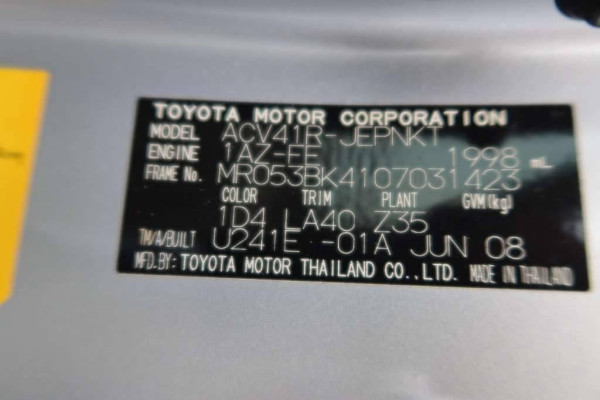 TOYOTA MOTOR CORPORATION
MODEL ACV41R-JEPNKT
ENGINE 1AZ-FE 1998 mL
FRAME No. MR053BK4107031423
COLOR TRIM PLANT GVM(kg)
1D4 LA40 Z35
TM/A/BUILT U241E -01A JUN 08
MFD.BY: TOYOTA MOTOR THAILAND CO.,LTD. MADE IN THAILAND